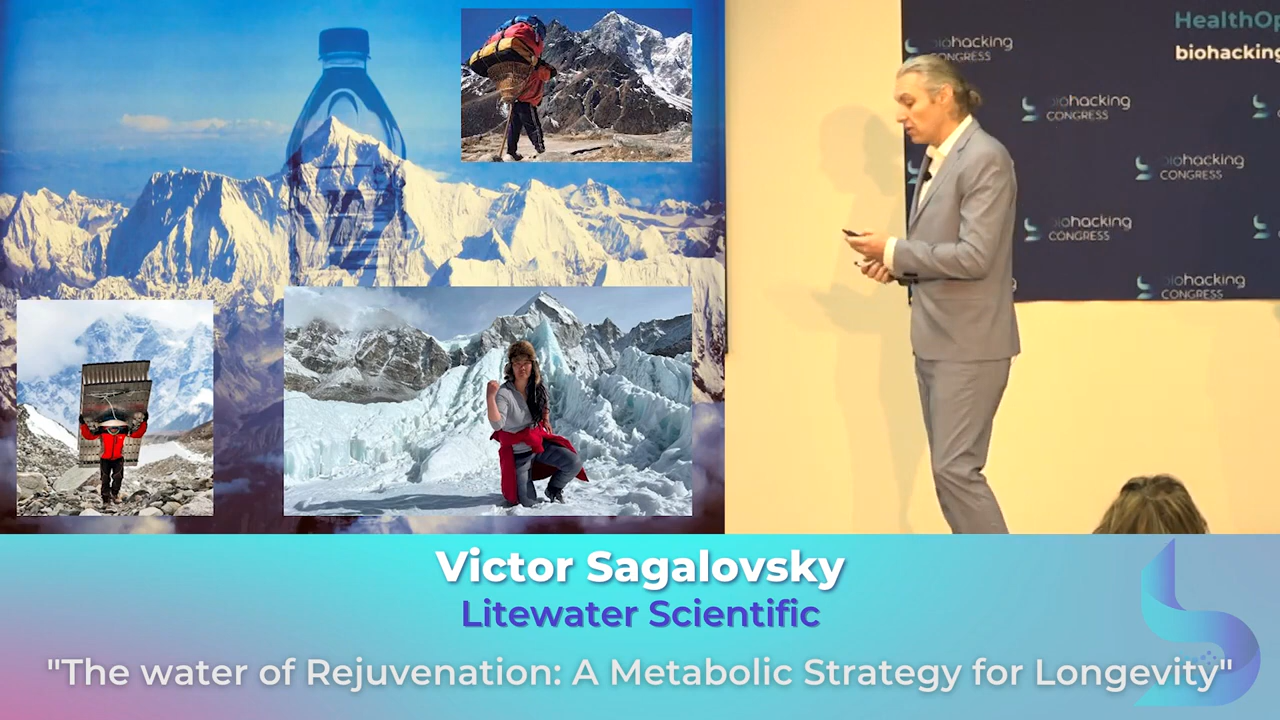 HealthOp
biohacking
biohacking
CONGRESS
biohacking
CONGRESS
biohacking
CONGRESS
biohacking
CONGRESS
biohacking
CONGRESS
Victor Sagalovsky
Litewater Scientific
"The water of Rejuvenation: A Metabolic Strategy for Longevity"